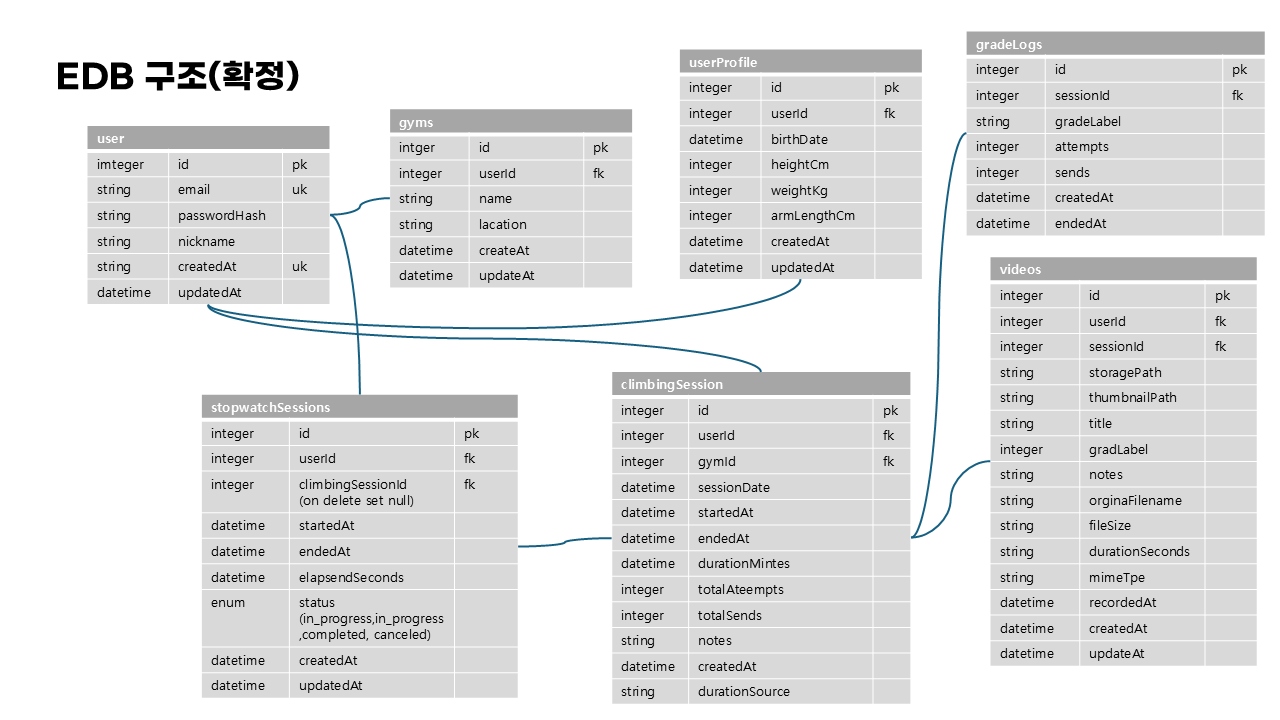 EDB 구조(확정)
user
imteger id pk
string email uk
string passwordHash
string nickname
string createdAt uk
datetime updatedAt
gyms
intger id pk
integer userId fk
string name
string lacation
datetime createAt
datetime updateAt
userProfile
integer id pk
integer userId fk
datetime birthDate
integer heightCm
integer weightKg
integer armLengthCm
datetime createdAt
datetime updatedAt
gradeLogs
integer id pk
integer sessionId fk
string gradeLabel
integer attempts
integer sends
datetime createdAt
datetime endedAt
videos
integer id pk
integer userId fk
integer sessionId fk
string storagePath
string thumbnailPath
string title
integer gradLabel
string notes
string orginaFilename
string fileSize
string durationSeconds
string mimeTpe
datetime recordedAt
datetime createdAt
datetime updateAt
stopwatchSessions
integer id pk
integer userId fk
integer climbingSessionId fk
(on delete set null)
datetime startedAt
datetime endedAt
datetime elapsendSeconds
enum status
(in_progress,in_progress
,completed, canceled)
datetime createdAt
datetime updatedAt
climbingSession
integer id pk
integer userId fk
integer gymId fk
datetime sessionDate
datetime startedAt
datetime endedAt
datetime durationMintes
integer totalAteempts
integer totalSends
string notes
datetime createdAt
string durationSource